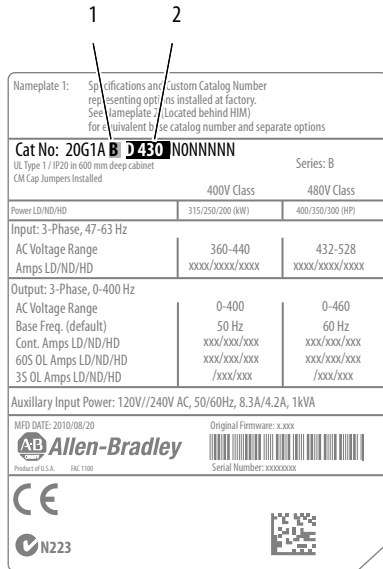 1 2
Nameplate 1: Specifications and Custom Catalog Number
representing options installed at factory.
See Nameplate 2 (Located behind HIM)
for equivalent base catalog number and separate options
Cat No: 20G1A B D 430 N0NNNNN
UL Type 1 / IP20 in 600 mm deep cabinet
CM Cap Jumpers Installed
Series: B
400V Class 480V Class
Power LD/ND/HD 315/250/200 (kW) 400/350/300 (HP)
Input: 3-Phase, 47-63 Hz
AC Voltage Range 360-440 432-528
Amps LD/ND/HD xxxx/xxxx/xxxx xxxx/xxxx/xxxx
Output: 3-Phase, 0-400 Hz
AC Voltage Range 0-400 0-460
Base Freq. (default) 50 Hz 60 Hz
Cont. Amps LD/ND/HD xxx/xxx/xxx xxx/xxx/xxx
60S OL Amps LD/ND/HD xxx/xxx/xxx xxx/xxx/xxx
3S OL Amps LD/ND/HD /xxx/xxx /xxx/xxx
Auxillary Input Power: 120V//240V AC, 50/60Hz, 8.3A/4.2A, 1kVA
MFD DATE: 2010/08/20 Original Firmware: x.xxx
A-B Allen-Bradley
Product of U.S.A. FAC 1100 Serial Number: xxxxxxxx
CE
N223